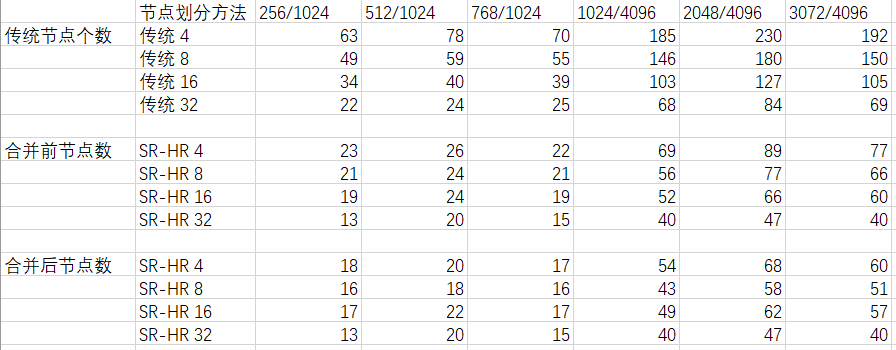 节点划分方法 256/1024 512/1024 768/1024 1024/4096 2048/4096 3072/4096
传统节点个数 传统 4 63 78 70 185 230 192
传统 8 49 59 55 146 180 150
传统 16 34 40 39 103 127 105
传统 32 22 24 25 68 84 69
合并前节点数 SR-HR 4 23 26 22 69 89 77
SR-HR 8 21 24 21 56 77 66
SR-HR 16 19 24 19 52 66 60
SR-HR 32 13 20 15 40 47 40
合并后节点数 SR-HR 4 18 20 17 54 68 60
SR-HR 8 16 18 16 43 58 51
SR-HR 16 17 22 17 49 62 57
SR-HR 32 13 20 15 40 47 40